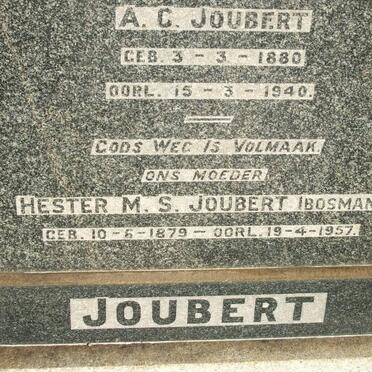 A. C. JOUBERT
GEB. 3 - 3 - 1880
OORL. 15 - 3 - 1940.
GODS WEG IS VOLMAAK
ONS MOEDER
HESTER M. S. JOUBERT (BOSMAN
GEB. 10-6-1879 - OORL. 19-4-1957.
JOUBERT